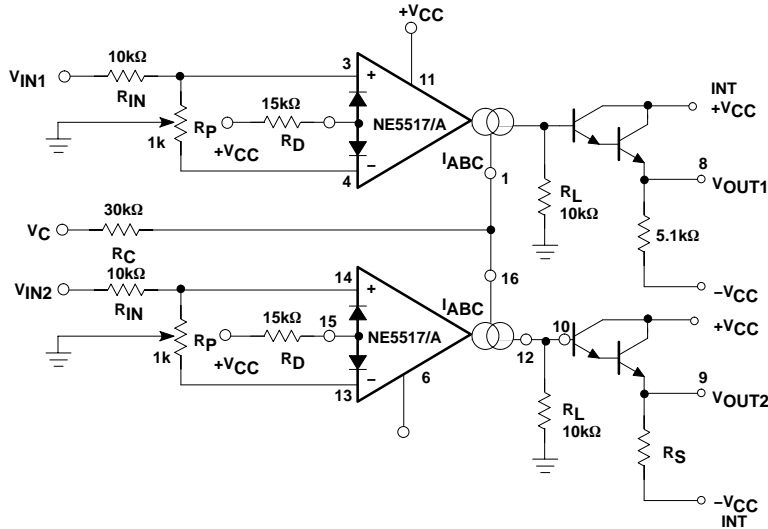 +VCC
10kΩ
VIN1
RIN
3
+
11
INT
+VCC
15kΩ
RP
+VCC
RD
1k
NE5517/A
−
4
IABC
1
RL
10kΩ
8
VOUT1
5.1kΩ
−VCC
30kΩ
VC
RC
10kΩ
VIN2
RIN
14
+
16
IABC
+VCC
15kΩ
15
RP
+VCC
RD
1k
NE5517/A
−
13
6
12
10
RL
10kΩ
9
VOUT2
RS
−VCC
INT